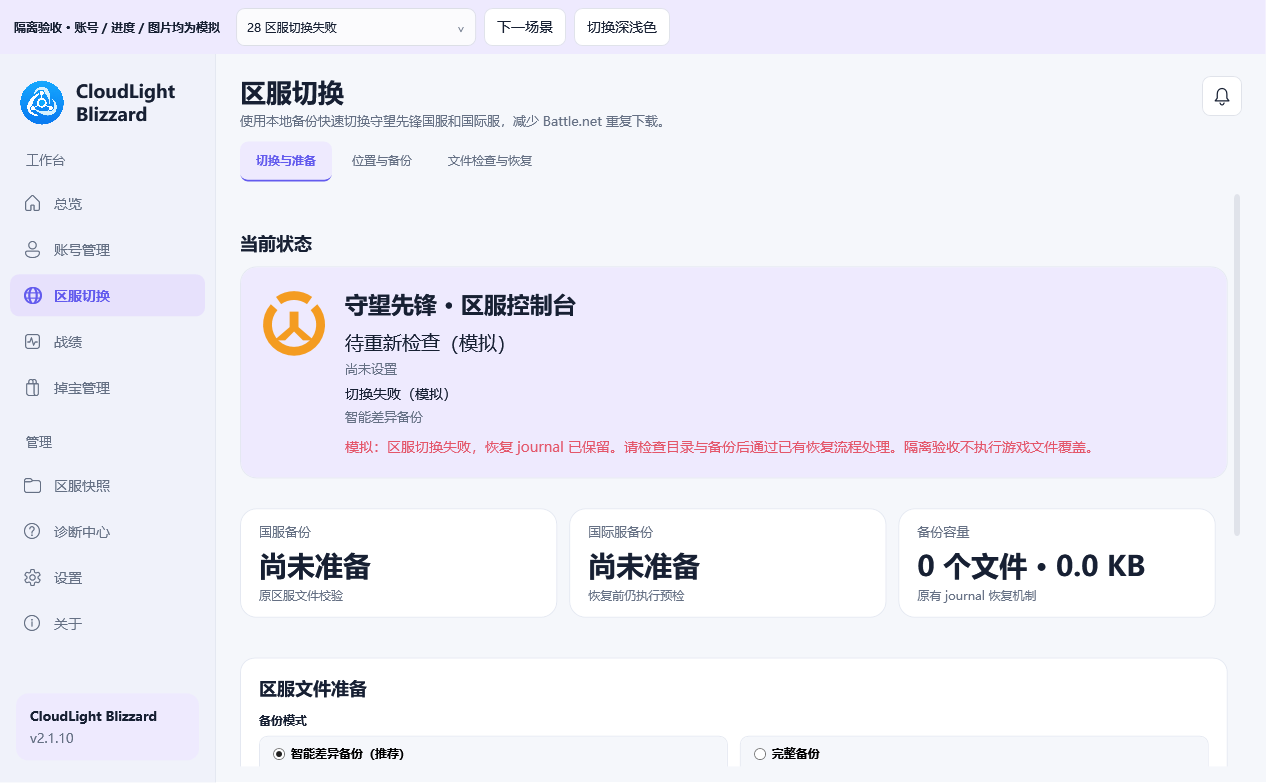 隔离验收・账号 / 进度 / 图片均为模拟
28 区服切换失败
下一场景
切换深浅色
CloudLight
Blizzard
工作台
总览
账号管理
区服切换
战绩
掉宝管理
管理
区服快照
诊断中心
设置
关于
CloudLight Blizzard
v2.1.10
区服切换
使用本地备份快速切换守望先锋国服和国际服，减少 Battle.net 重复下载。
切换与准备
位置与备份
文件检查与恢复
当前状态
守望先锋・区服控制台
待重新检查（模拟）
尚未设置
切换失败（模拟）
智能差异备份
模拟：区服切换失败，恢复 journal 已保留。请检查目录与备份后通过已有恢复流程处理。隔离验收不执行游戏文件覆盖。
国服备份
尚未准备
原区服文件校验
国际服备份
尚未准备
恢复前仍执行预检
备份容量
0 个文件・0.0 KB
原有 journal 恢复机制
区服文件准备
备份模式
智能差异备份（推荐）
完整备份